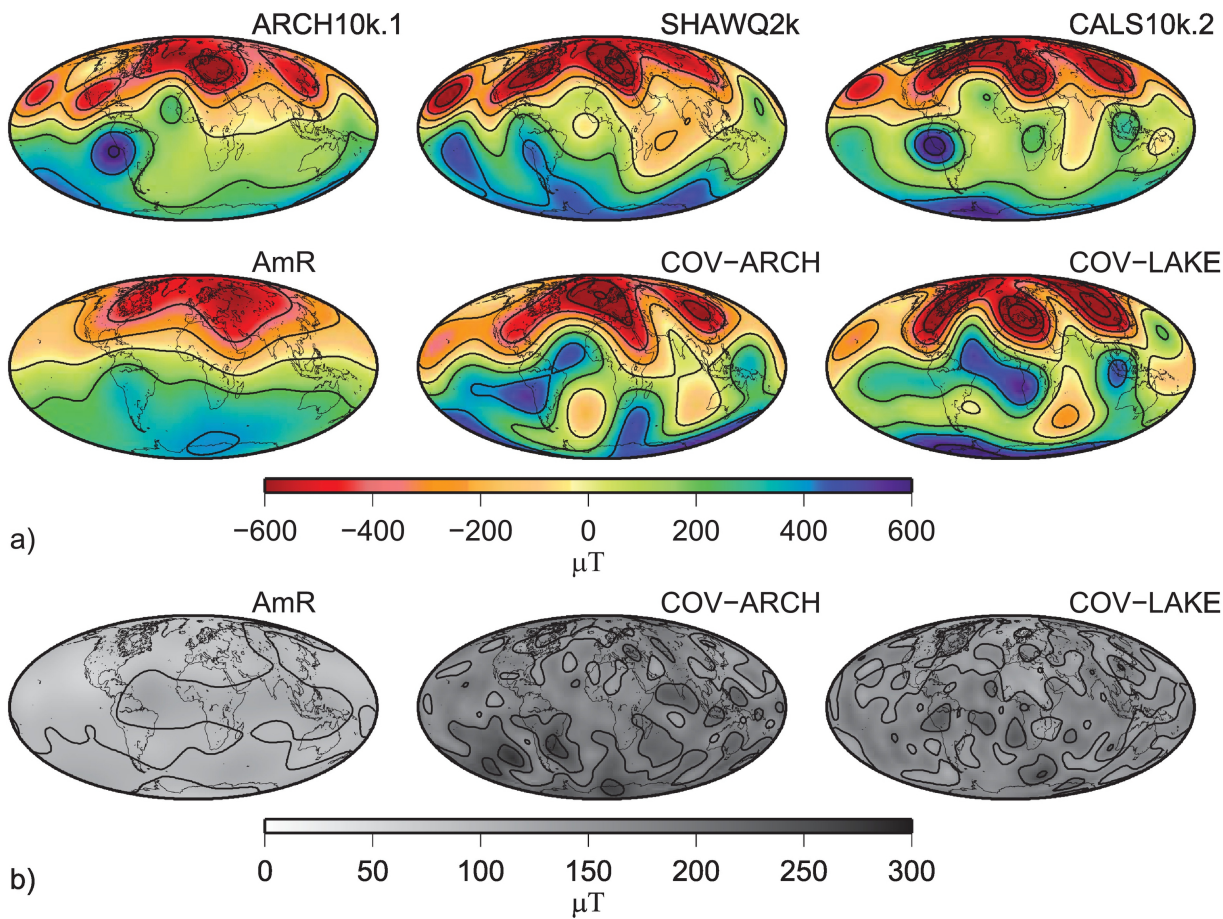 ARCH10k.1 SHAWQ2k CALS10k.2
AmR COV−ARCH COV−LAKE
−600 −400 −200 0 200 400 600
a)
μT
AmR COV−ARCH COV−LAKE
0 50 100 150 200 250 300
b)
μT